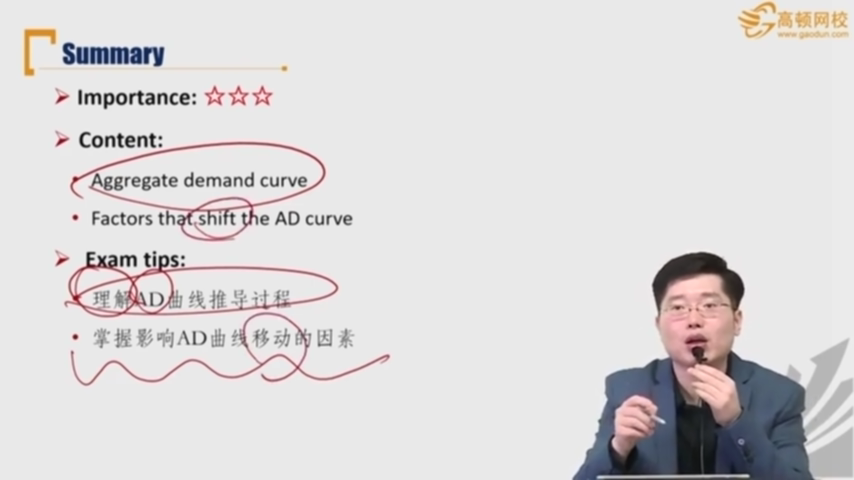 高顿网校
www.gaodun.com
Summary
Importance: ☆☆☆
Content:
Aggregate demand curve
Factors that shift the AD curve
Exam tips:
理解AD曲线推导过程
掌握影响AD曲线移动的因素